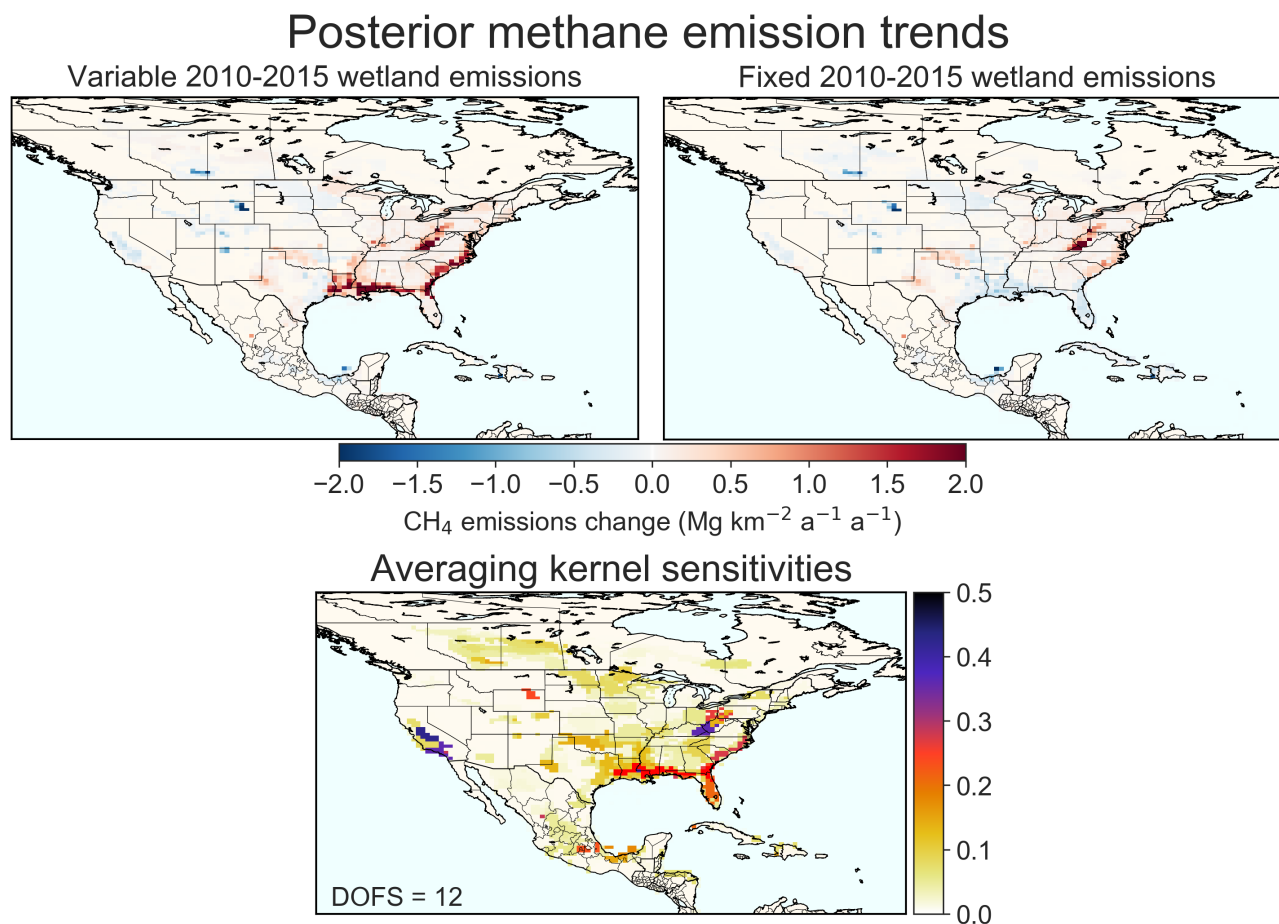 Posterior methane emission trends
Variable 2010-2015 wetland emissions
Fixed 2010-2015 wetland emissions
−2.0 −1.5 −1.0 −0.5 0.0 0.5 1.0 1.5 2.0
CH₄ emissions change (Mg km⁻² a⁻¹ a⁻¹)
Averaging kernel sensitivities
0.5
0.4
0.3
0.2
0.1
0.0
DOFS = 12